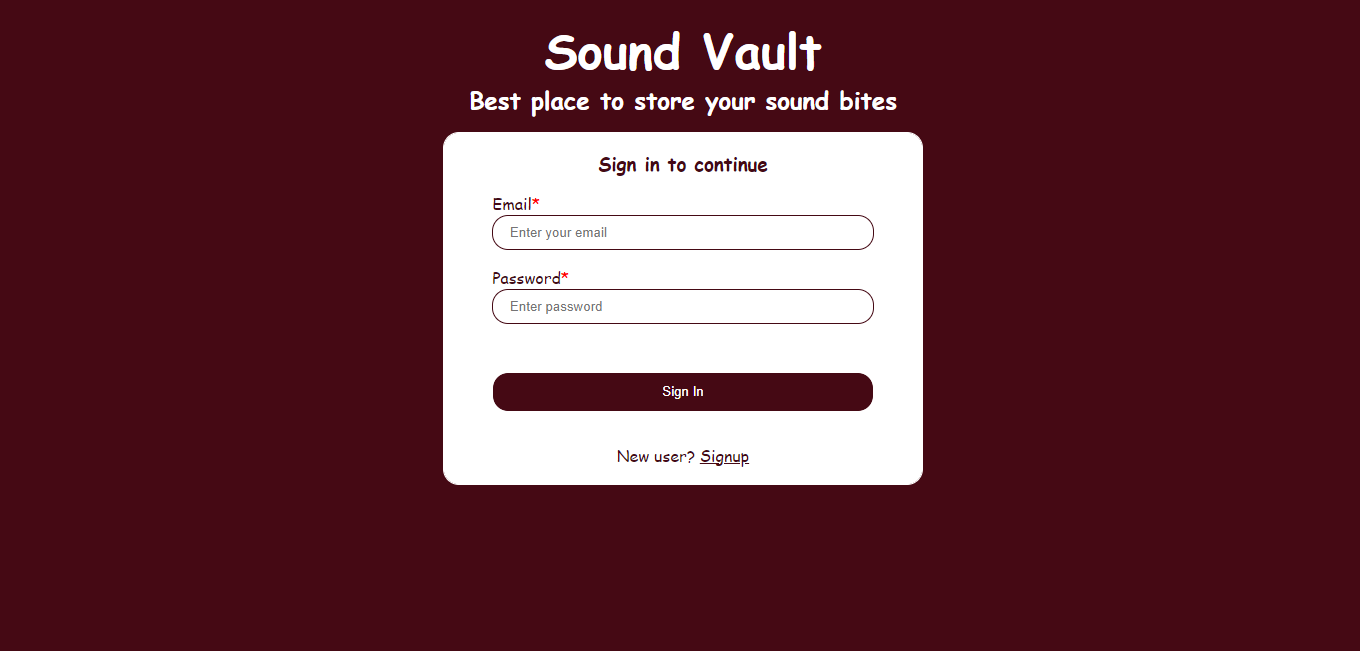 Sound Vault
Best place to store your sound bites
Sign in to continue
Email*
Enter your email
Password*
Enter password
Sign In
New user? Signup